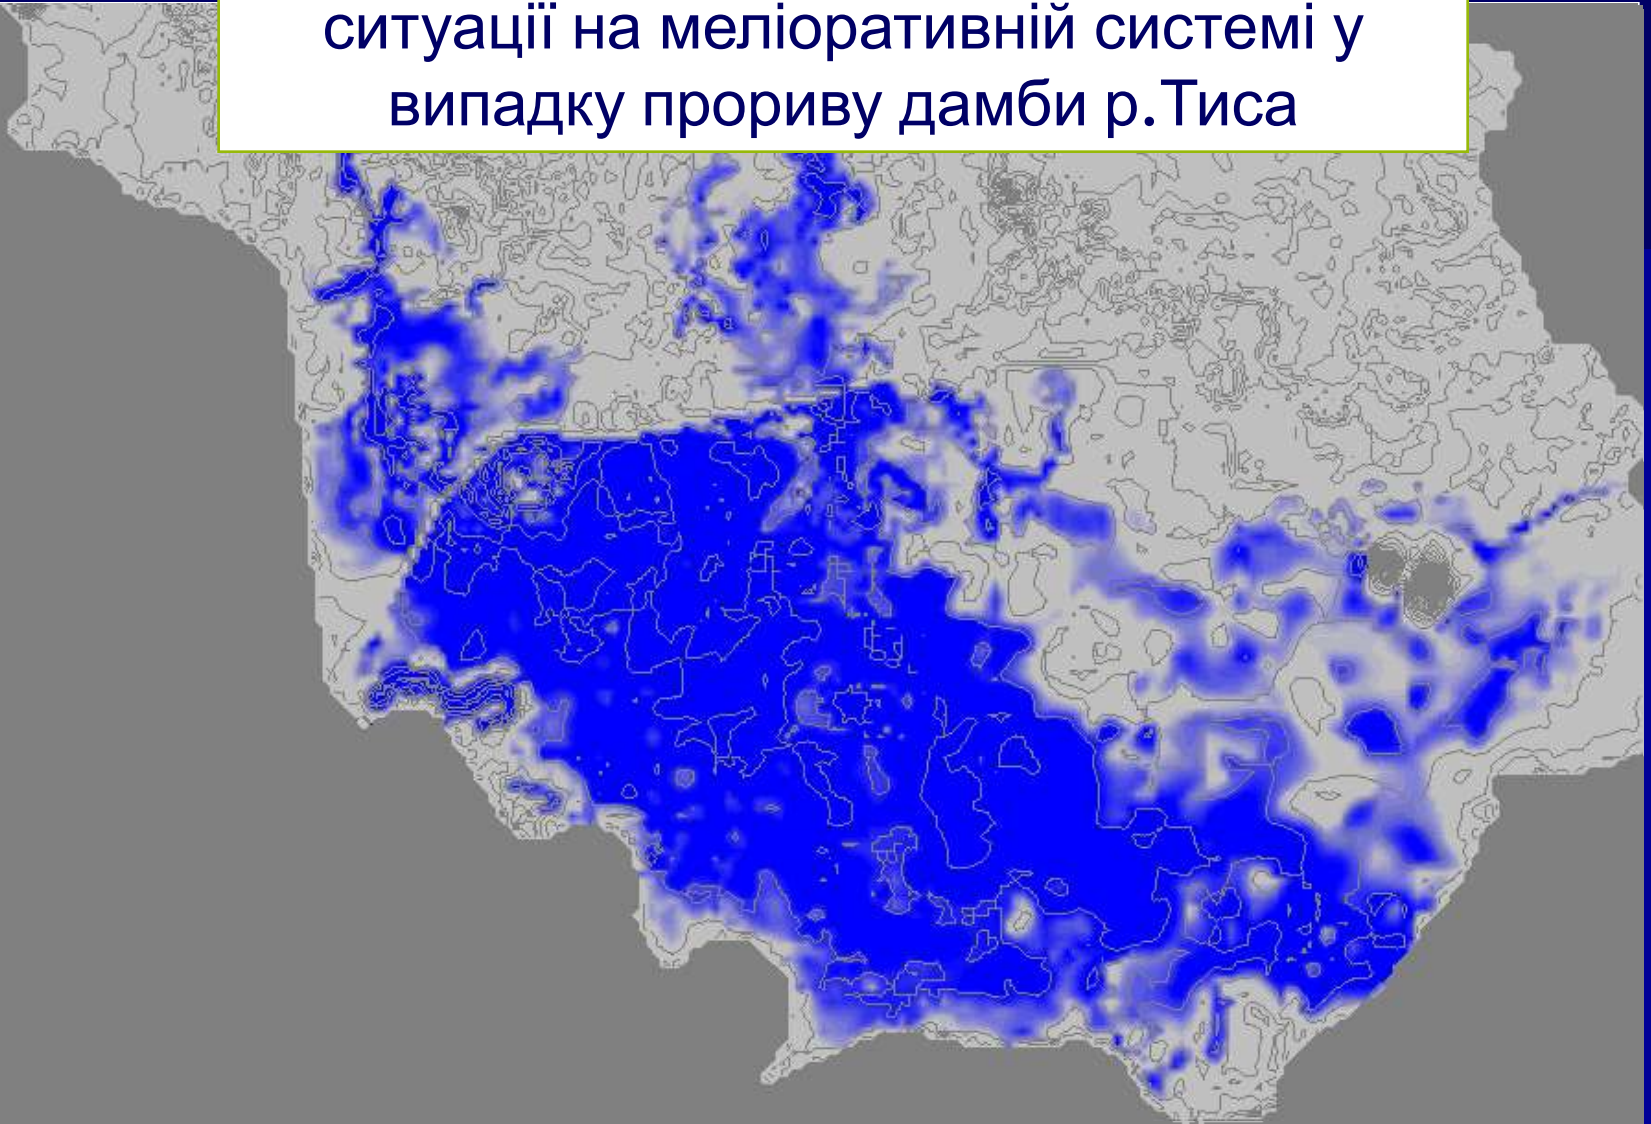 ситуації на меліоративній системі у
випадку прориву дамби р.Тиса